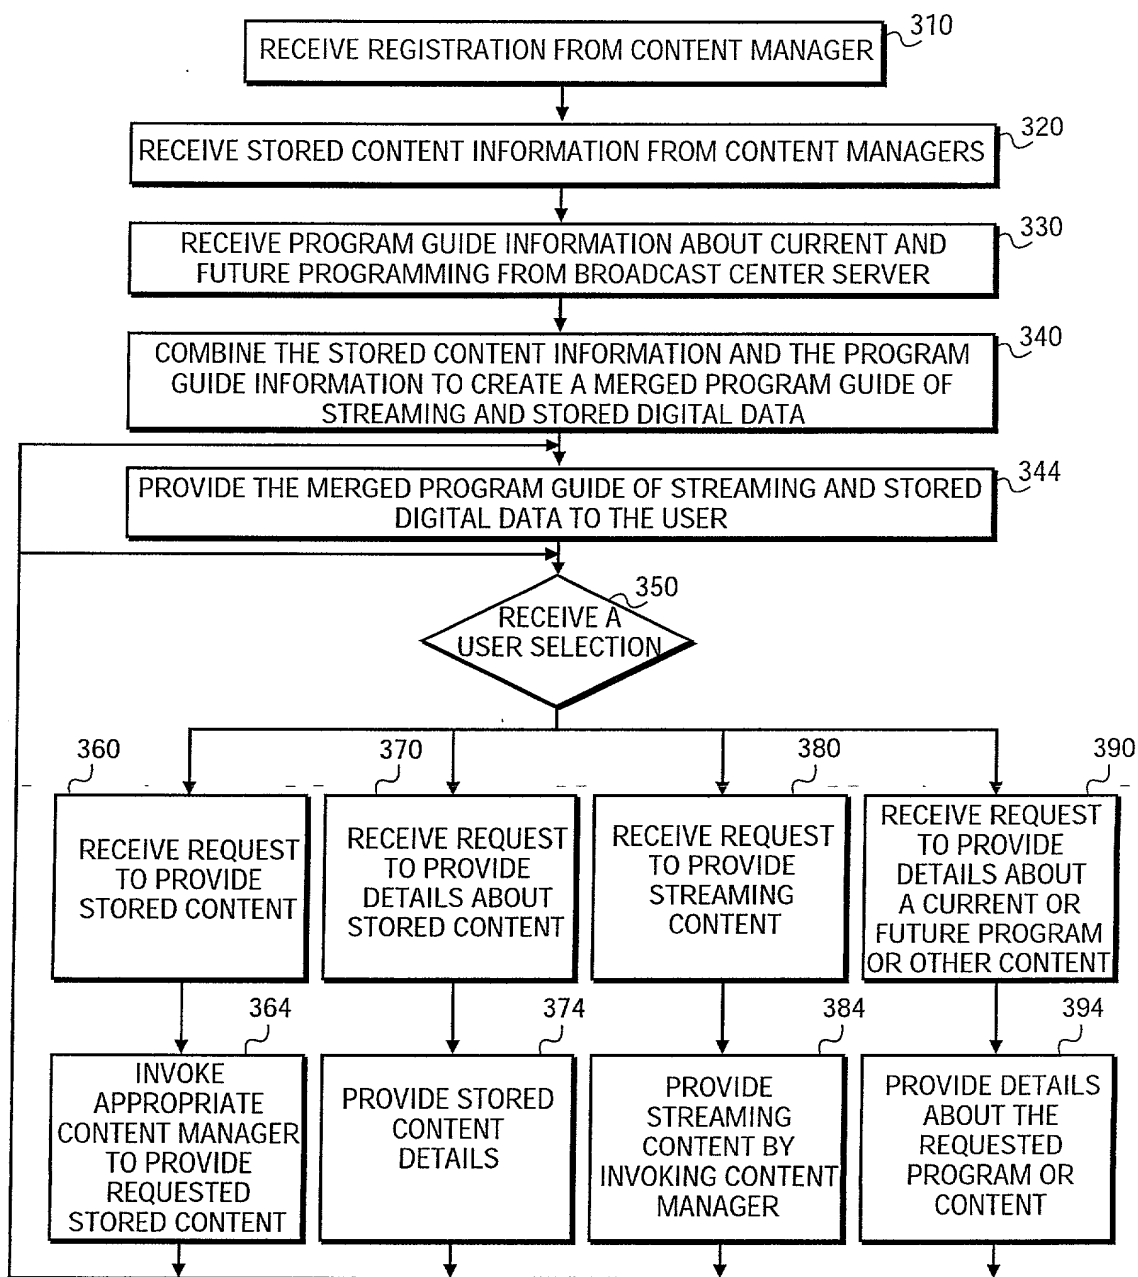 310
RECEIVE REGISTRATION FROM CONTENT MANAGER
320
RECEIVE STORED CONTENT INFORMATION FROM CONTENT MANAGERS
330
RECEIVE PROGRAM GUIDE INFORMATION ABOUT CURRENT AND
FUTURE PROGRAMMING FROM BROADCAST CENTER SERVER
340
COMBINE THE STORED CONTENT INFORMATION AND THE PROGRAM
GUIDE INFORMATION TO CREATE A MERGED PROGRAM GUIDE OF
STREAMING AND STORED DIGITAL DATA
344
PROVIDE THE MERGED PROGRAM GUIDE OF STREAMING AND STORED
DIGITAL DATA TO THE USER
350
RECEIVE A
USER SELECTION
360
RECEIVE REQUEST
TO PROVIDE
STORED CONTENT
370
RECEIVE REQUEST
TO PROVIDE
DETAILS ABOUT
STORED CONTENT
380
RECEIVE REQUEST
TO PROVIDE
STREAMING
CONTENT
390
RECEIVE REQUEST
TO PROVIDE
DETAILS ABOUT
A CURRENT OR
FUTURE PROGRAM
OR OTHER CONTENT
364
INVOKE
APPROPRIATE
CONTENT MANAGER
TO PROVIDE
REQUESTED
STORED CONTENT
374
PROVIDE STORED
CONTENT
DETAILS
384
PROVIDE
STREAMING
CONTENT BY
INVOKING CONTENT
MANAGER
394
PROVIDE DETAILS
ABOUT THE
REQUESTED
PROGRAM OR
CONTENT